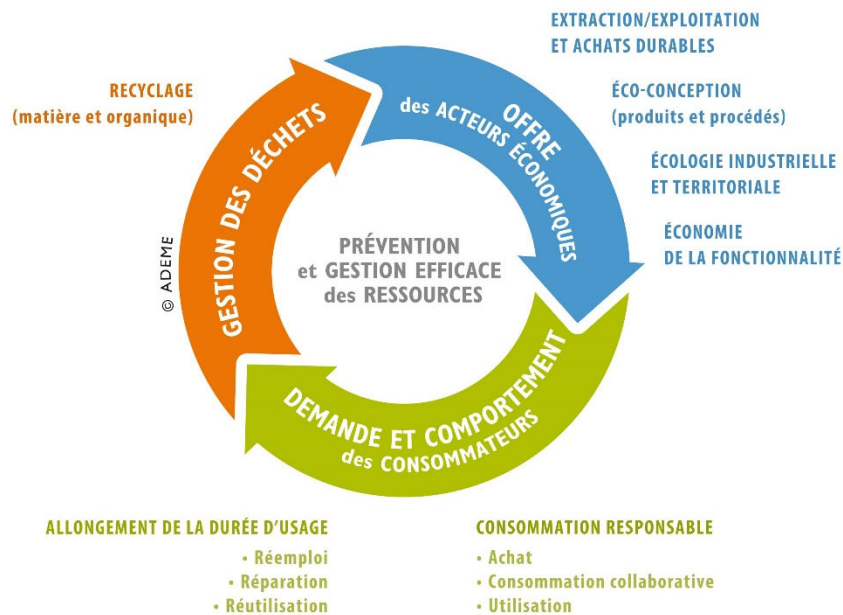 EXTRACTION/EXPLOITATION
ET ACHATS DURABLES
RECYCLAGE
(matière et organique)
ÉCO-CONCEPTION
(produits et procédés)
ÉCOLOGIE INDUSTRIELLE
ET TERRITORIALE
ÉCONOMIE
DE LA FONCTIONNALITÉ
OFFRE
des ACTEURS ÉCONOMIQUES
GESTION DES DÉCHETS
PRÉVENTION
et GESTION EFFICACE
des RESSOURCES
© ADEME
DEMANDE ET COMPORTEMENT
des CONSOMMATEURS
ALLONGEMENT DE LA DURÉE D'USAGE
• Réemploi
• Réparation
• Réutilisation
CONSOMMATION RESPONSABLE
• Achat
• Consommation collaborative
• Utilisation